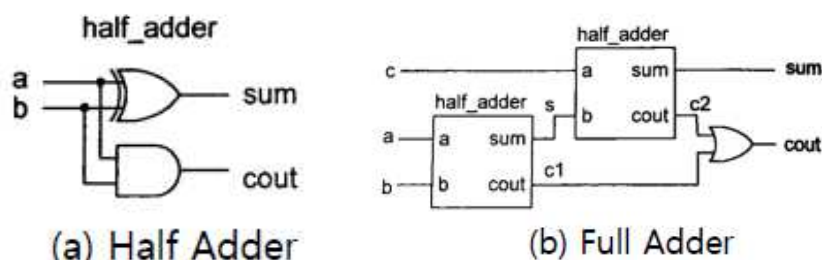 half_adder
a
b
sum
cout
(a) Half Adder
half_adder
c
a
sum
sum
half_adder
s
b
cout
c2
a
a
sum
cout
b
b
cout
c1
(b) Full Adder